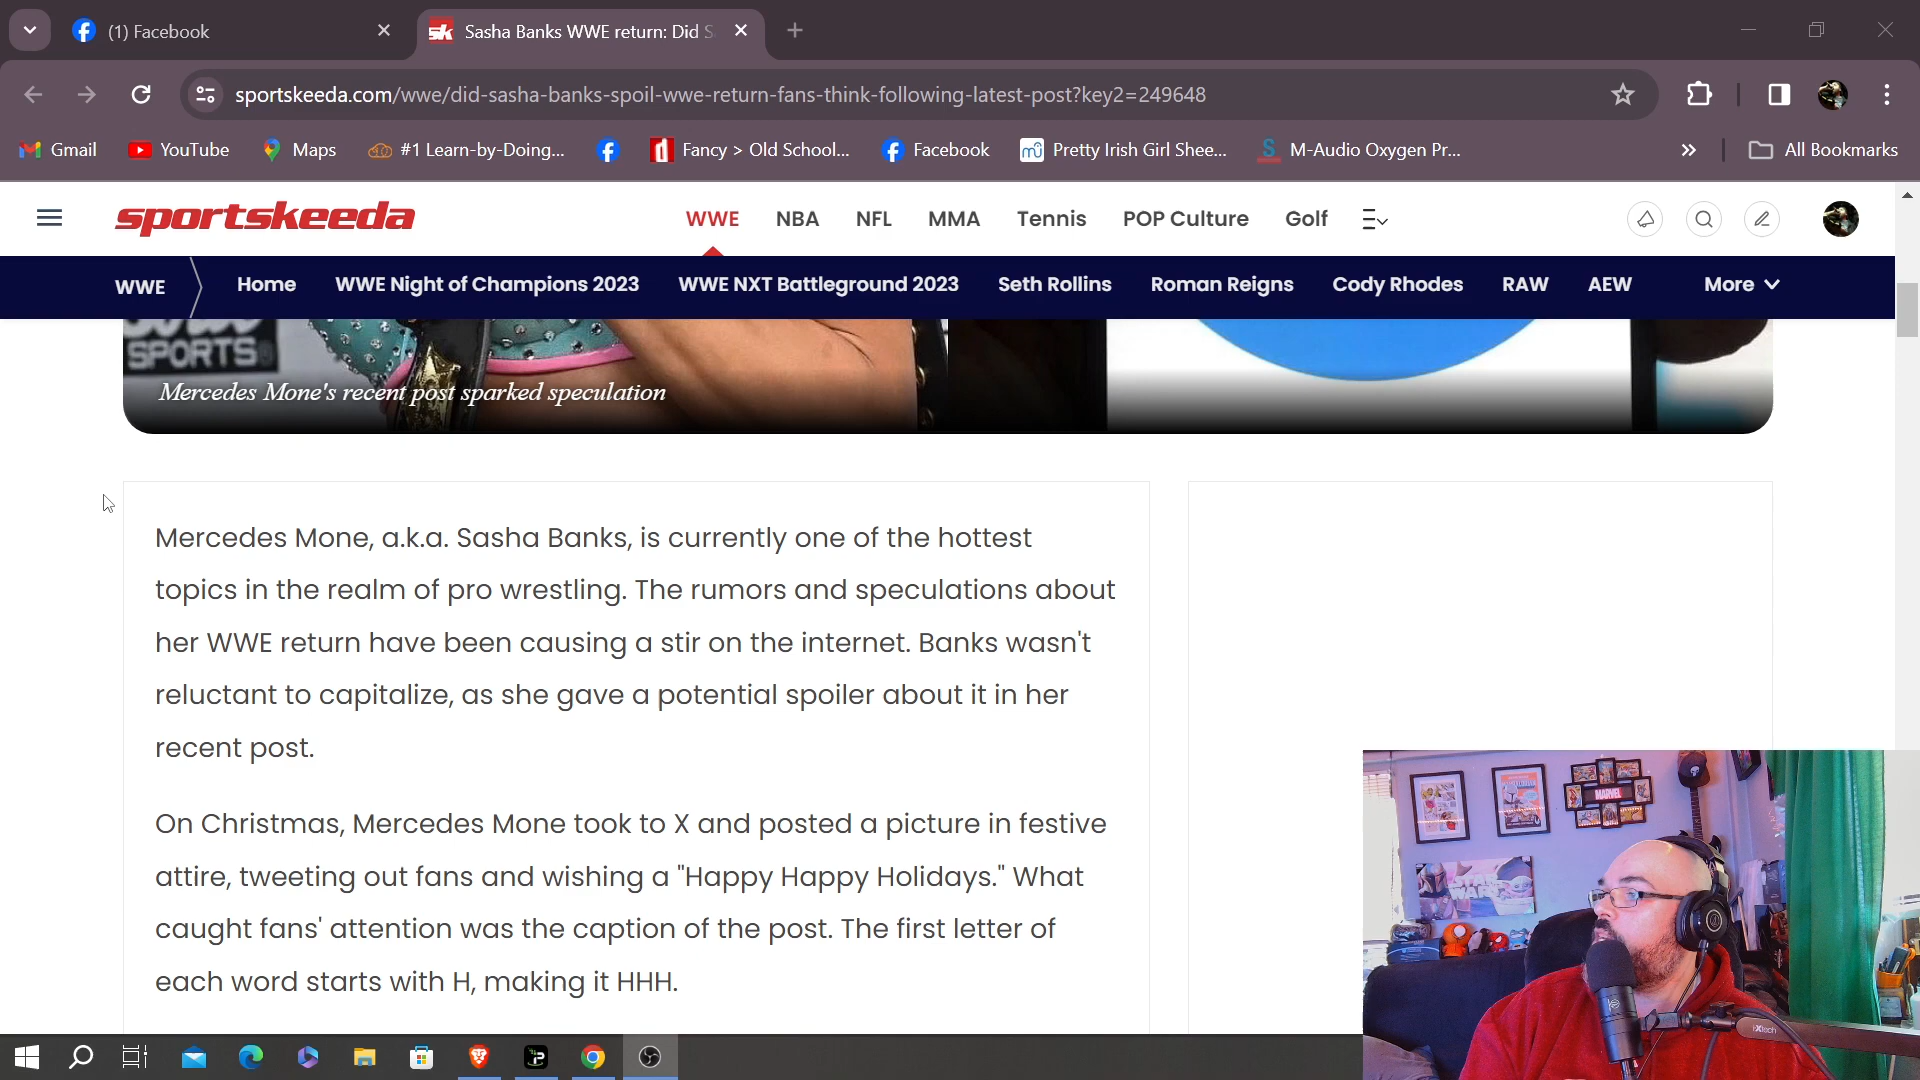 (1) Facebook
sk Sasha Banks WWE return: Did S
sportskeeda.com/wwe/did-sasha-banks-spoil-wwe-return-fans-think-following-latest-post?key2=249648
Gmail YouTube Maps #1 Learn-by-Doing... Fancy > Old School... Facebook Pretty Irish Girl Shee... M-Audio Oxygen Pr... » All Bookmarks
sportskeeda WWE NBA NFL MMA Tennis POP Culture Golf
WWE Home WWE Night of Champions 2023 WWE NXT Battleground 2023 Seth Rollins Roman Reigns Cody Rhodes RAW AEW More
SPORTS
Mercedes Mone's recent post sparked speculation
Mercedes Mone, a.k.a. Sasha Banks, is currently one of the hottest
topics in the realm of pro wrestling. The rumors and speculations about
her WWE return have been causing a stir on the internet. Banks wasn't
reluctant to capitalize, as she gave a potential spoiler about it in her
recent post.
On Christmas, Mercedes Mone took to X and posted a picture in festive
attire, tweeting out fans and wishing a "Happy Happy Holidays." What
caught fans' attention was the caption of the post. The first letter of
each word starts with H, making it HHH.
MARVEL
STAR WARS